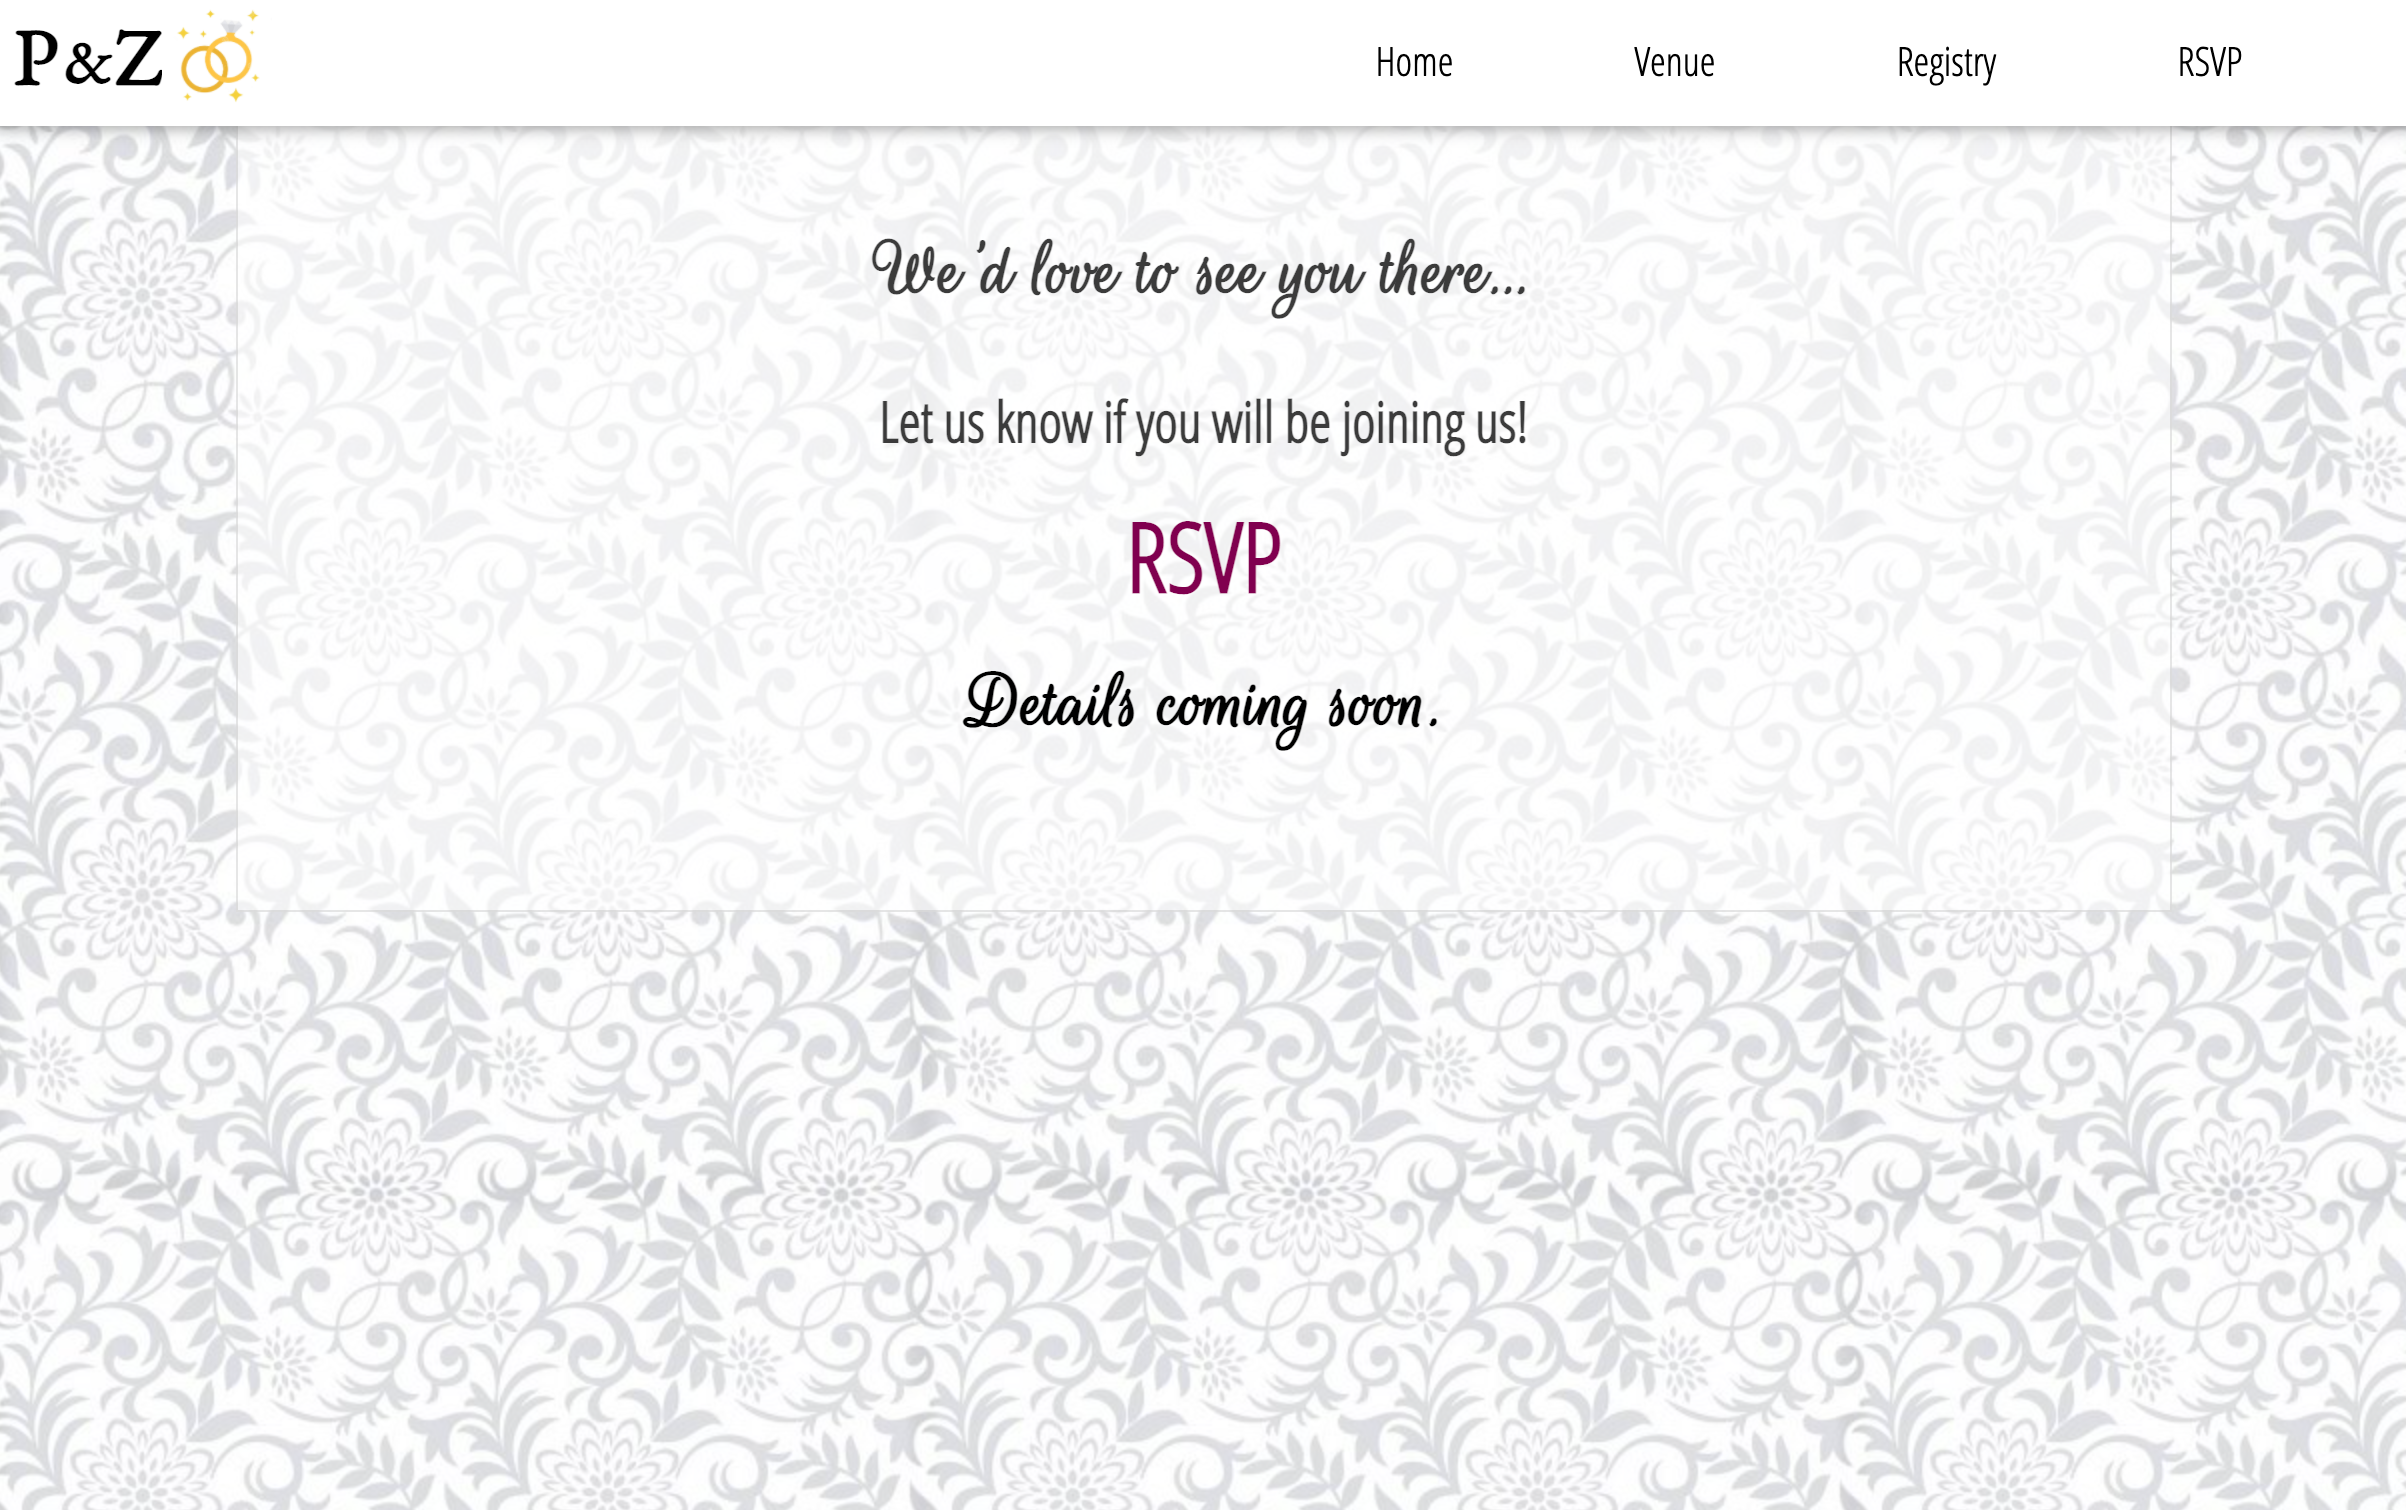 P&Z
Home Venue Registry RSVP
We'd love to see you there...
Let us know if you will be joining us!
RSVP
Details coming soon.